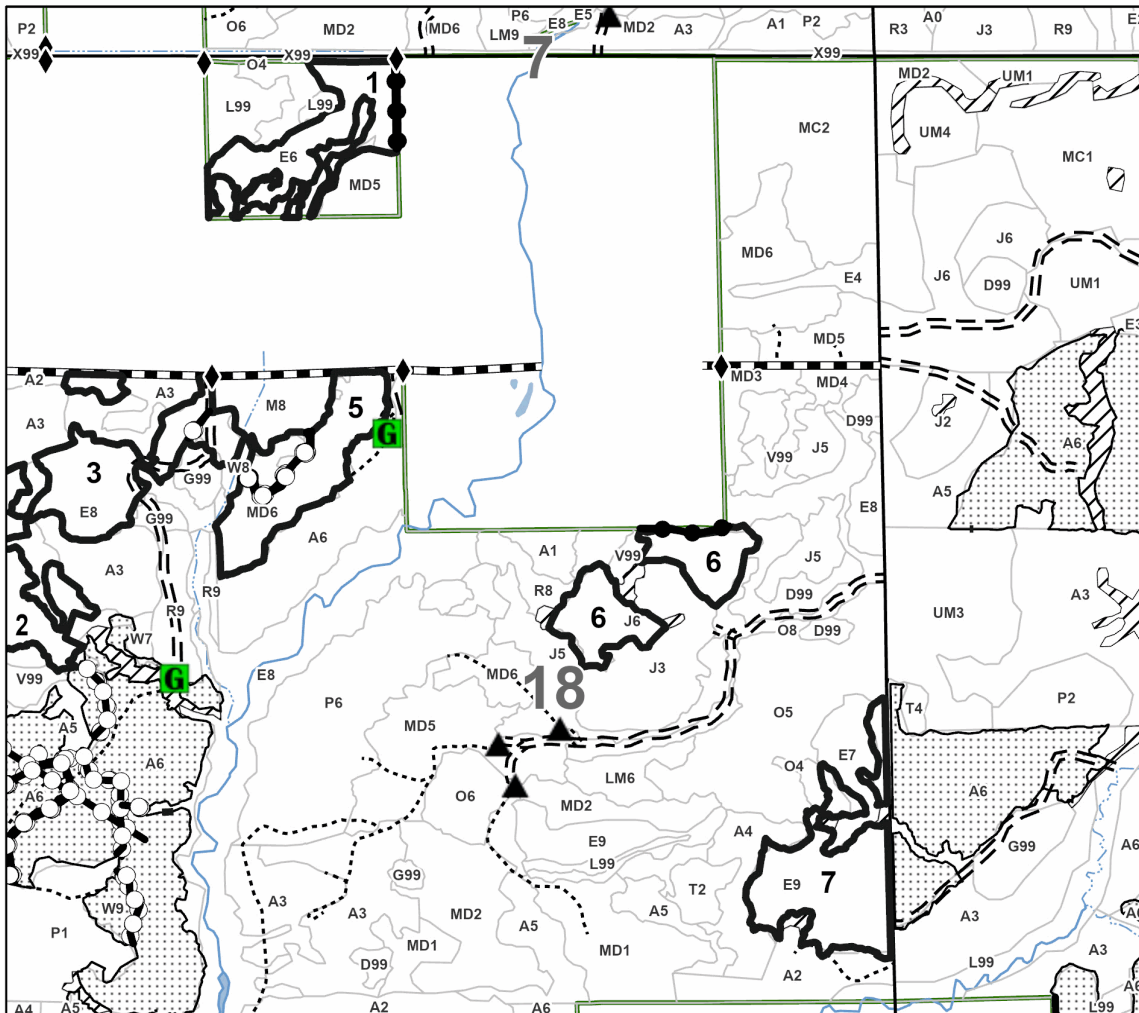 P6 E5 A0
P2 O6 MD2 MD6 LM9 E8 MD2 A3 A1 P2 R3 J3 R9
X99 O4 X99 7 X99
1 MD2 UM1
L99 L99 MC2 UM4
E6 MC1
MD5
MD6 J6
E4 J6 D99 UM1
MD5 E3
A2 MD3 MD4
A3 M8 5
A3 G J2
D99 A6
3 W8 G99 V99 J5
E8 MD6 A5
G99 A6 E8
A3 A1 V99 6 J5
R9 R8 D99
2 R9 6 J6 O8 D99 UM3 A3
W7 J5 J3
V99 G E8 MD6 18
P6 T4 P2
A5 MD5 O5
A6 E7
A6 O6 LM6 O4 A6
MD2
E9 A4 G99 A6
L99
G99 T2 E9 7
W9 A3 A3 MD2 A5 A5 A3
P1 MD1 MD1 A3
D99 A2 L99
A4 A5 A2 A6 L99